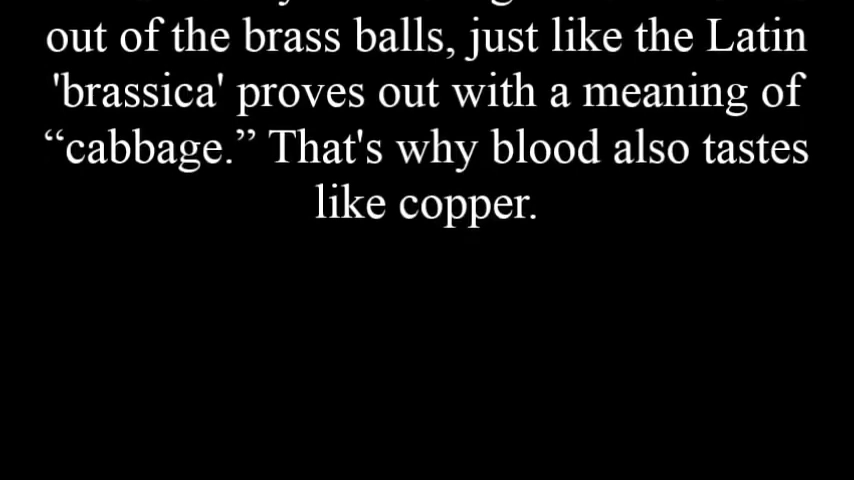 out of the brass balls, just like the Latin
'brassica' proves out with a meaning of
“cabbage.” That's why blood also tastes
like copper.